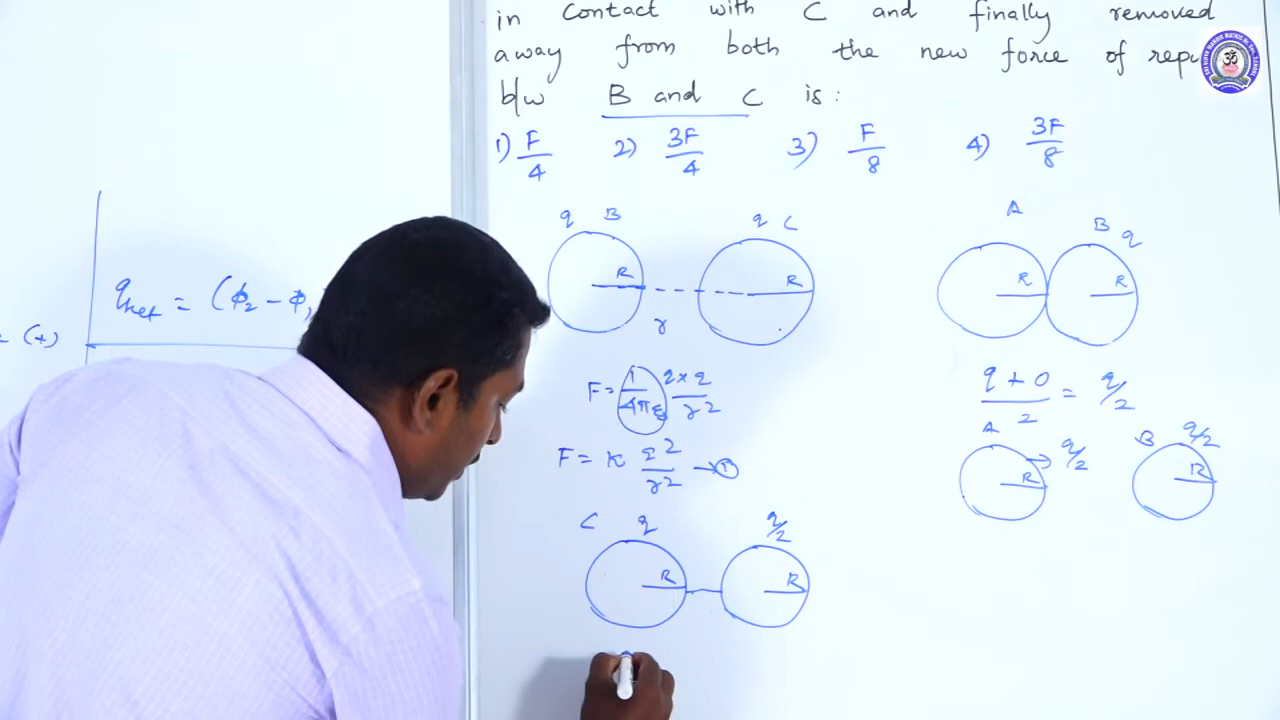 in contact with C and finally removed
away from both the new force of repu
b/w B and C is :
1) F/4 2) 3F/4 3) F/8 4) 3F/8
q B q C A B q
R R R R
r
q_net = (ϕ₂ - ϕ₁
= (+)
F = 1/4πε₀ q×q/r²
q + 0/2 = q/2
F = K q²/r² → ①
A → q/2 B q/2
R R
C q q/2
R R